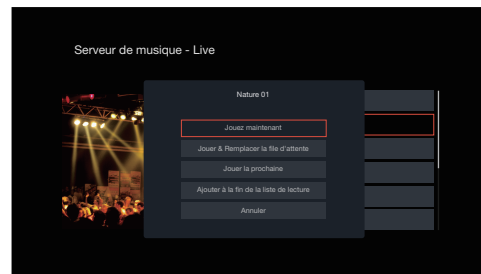 Serveur de musique - Live
Nature 01
Jouez maintenant
Jouer & Remplacer la file d'attente
Jouer la prochaine
Ajouter à la fin de la liste de lecture
Annuler